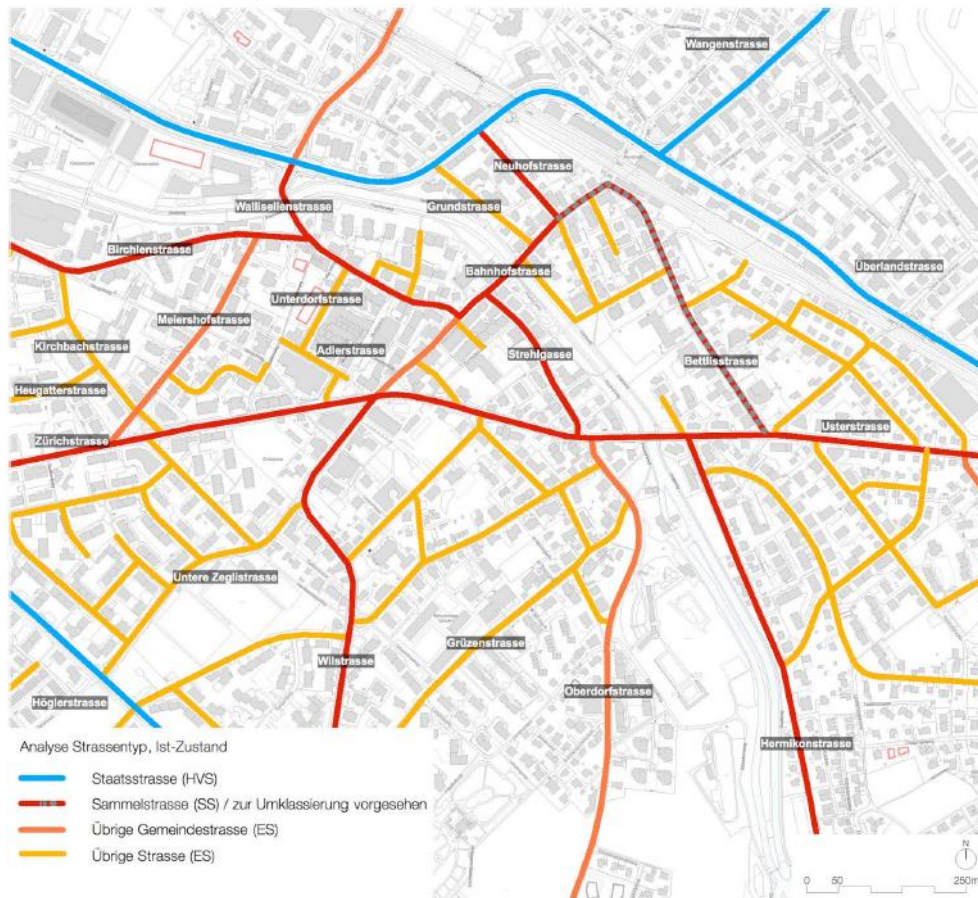 Wangenstrasse
Neuhofstrasse
Wallisellenstrasse
Grundstrasse
Birchlenstrasse
Bahnhofstrasse
Überlandstrasse
Unterdorfstrasse
Meiershofstrasse
Kirchbachstrasse
Adlerstrasse
Strehlgasse
Bettlisstrasse
Heugatterstrasse
Zürichstrasse
Usterstrasse
Untere Zeglistrasse
Grüzenstrasse
Wilstrasse
Oberdorfstrasse
Höglerstrasse
Hermikonstrasse
Analyse Strassentyp, Ist-Zustand
Staatsstrasse (HVS)
Sammelstrasse (SS) / zur Umklassierung vorgesehen
Übrige Gemeindestrasse (ES)
Übrige Strasse (ES)
N
0 50 250m